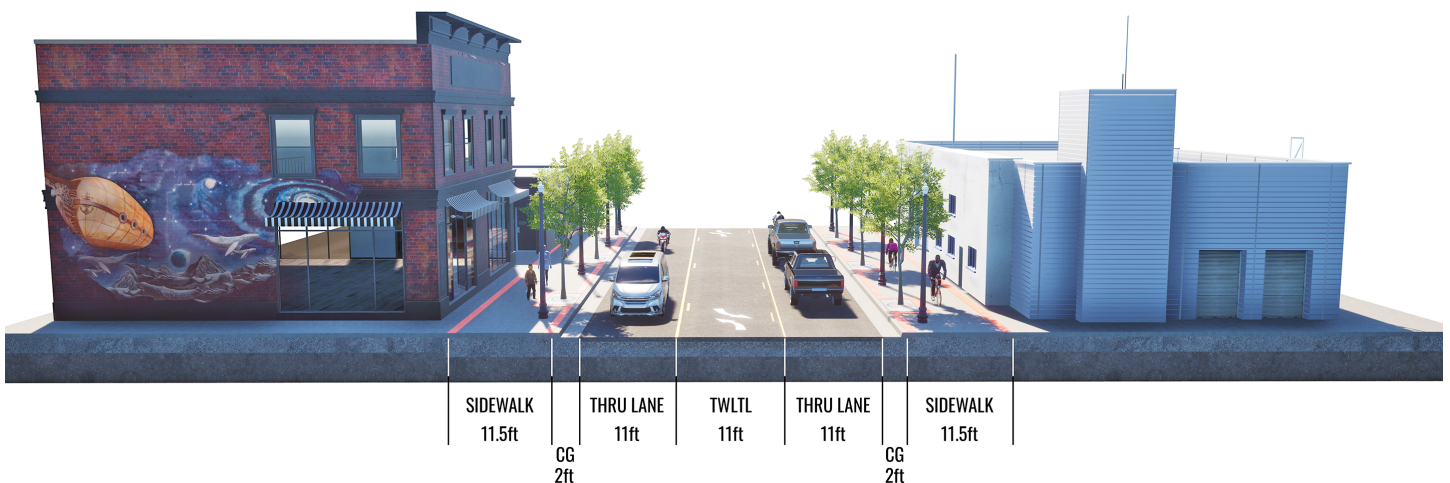 SIDEWALK
11.5ft
CG
2ft
THRU LANE
11ft
TWLTL
11ft
THRU LANE
11ft
CG
2ft
SIDEWALK
11.5ft